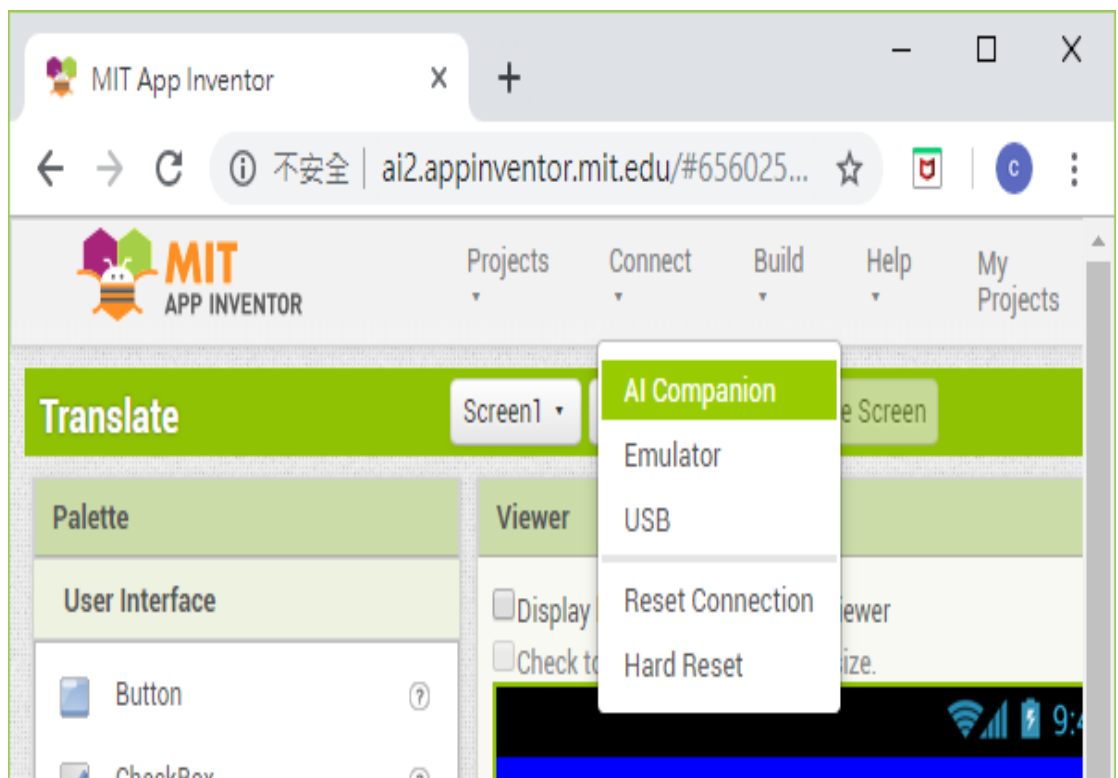 MIT App Inventor
不安全 ai2.appinventor.mit.edu/#656025...
C
MIT
APP INVENTOR
Projects
Connect
Build
Help
My
Projects
Translate
Screen1
e Screen
AI Companion
Emulator
USB
Reset Connection
Hard Reset
Palette
User Interface
Button
CheckBox
Viewer
Display
iewer
Check to
ize.
9:4